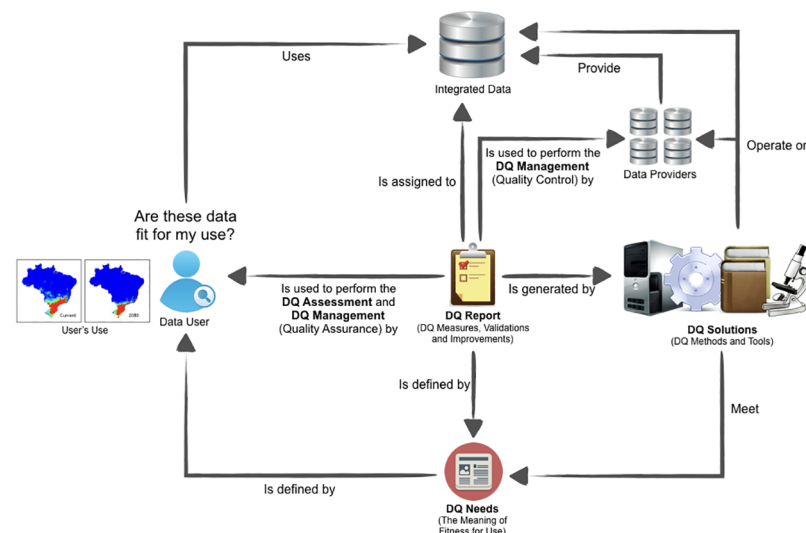 Uses
Integrated Data
Provide
Is used to perform the
DQ Management
(Quality Control) by
Data Providers
Operate on
Is assigned to
Are these data
fit for my use?
Current
2080
User's Use
Data User
Is used to perform the
DQ Assessment and
DQ Management
(Quality Assurance) by
DQ Report
(DQ Measures, Validations
and Improvements)
Is generated by
DQ Solutions
(DQ Methods and Tools)
Is defined by
Meet
Is defined by
DQ Needs
(The Meaning of
Fitness for Use)